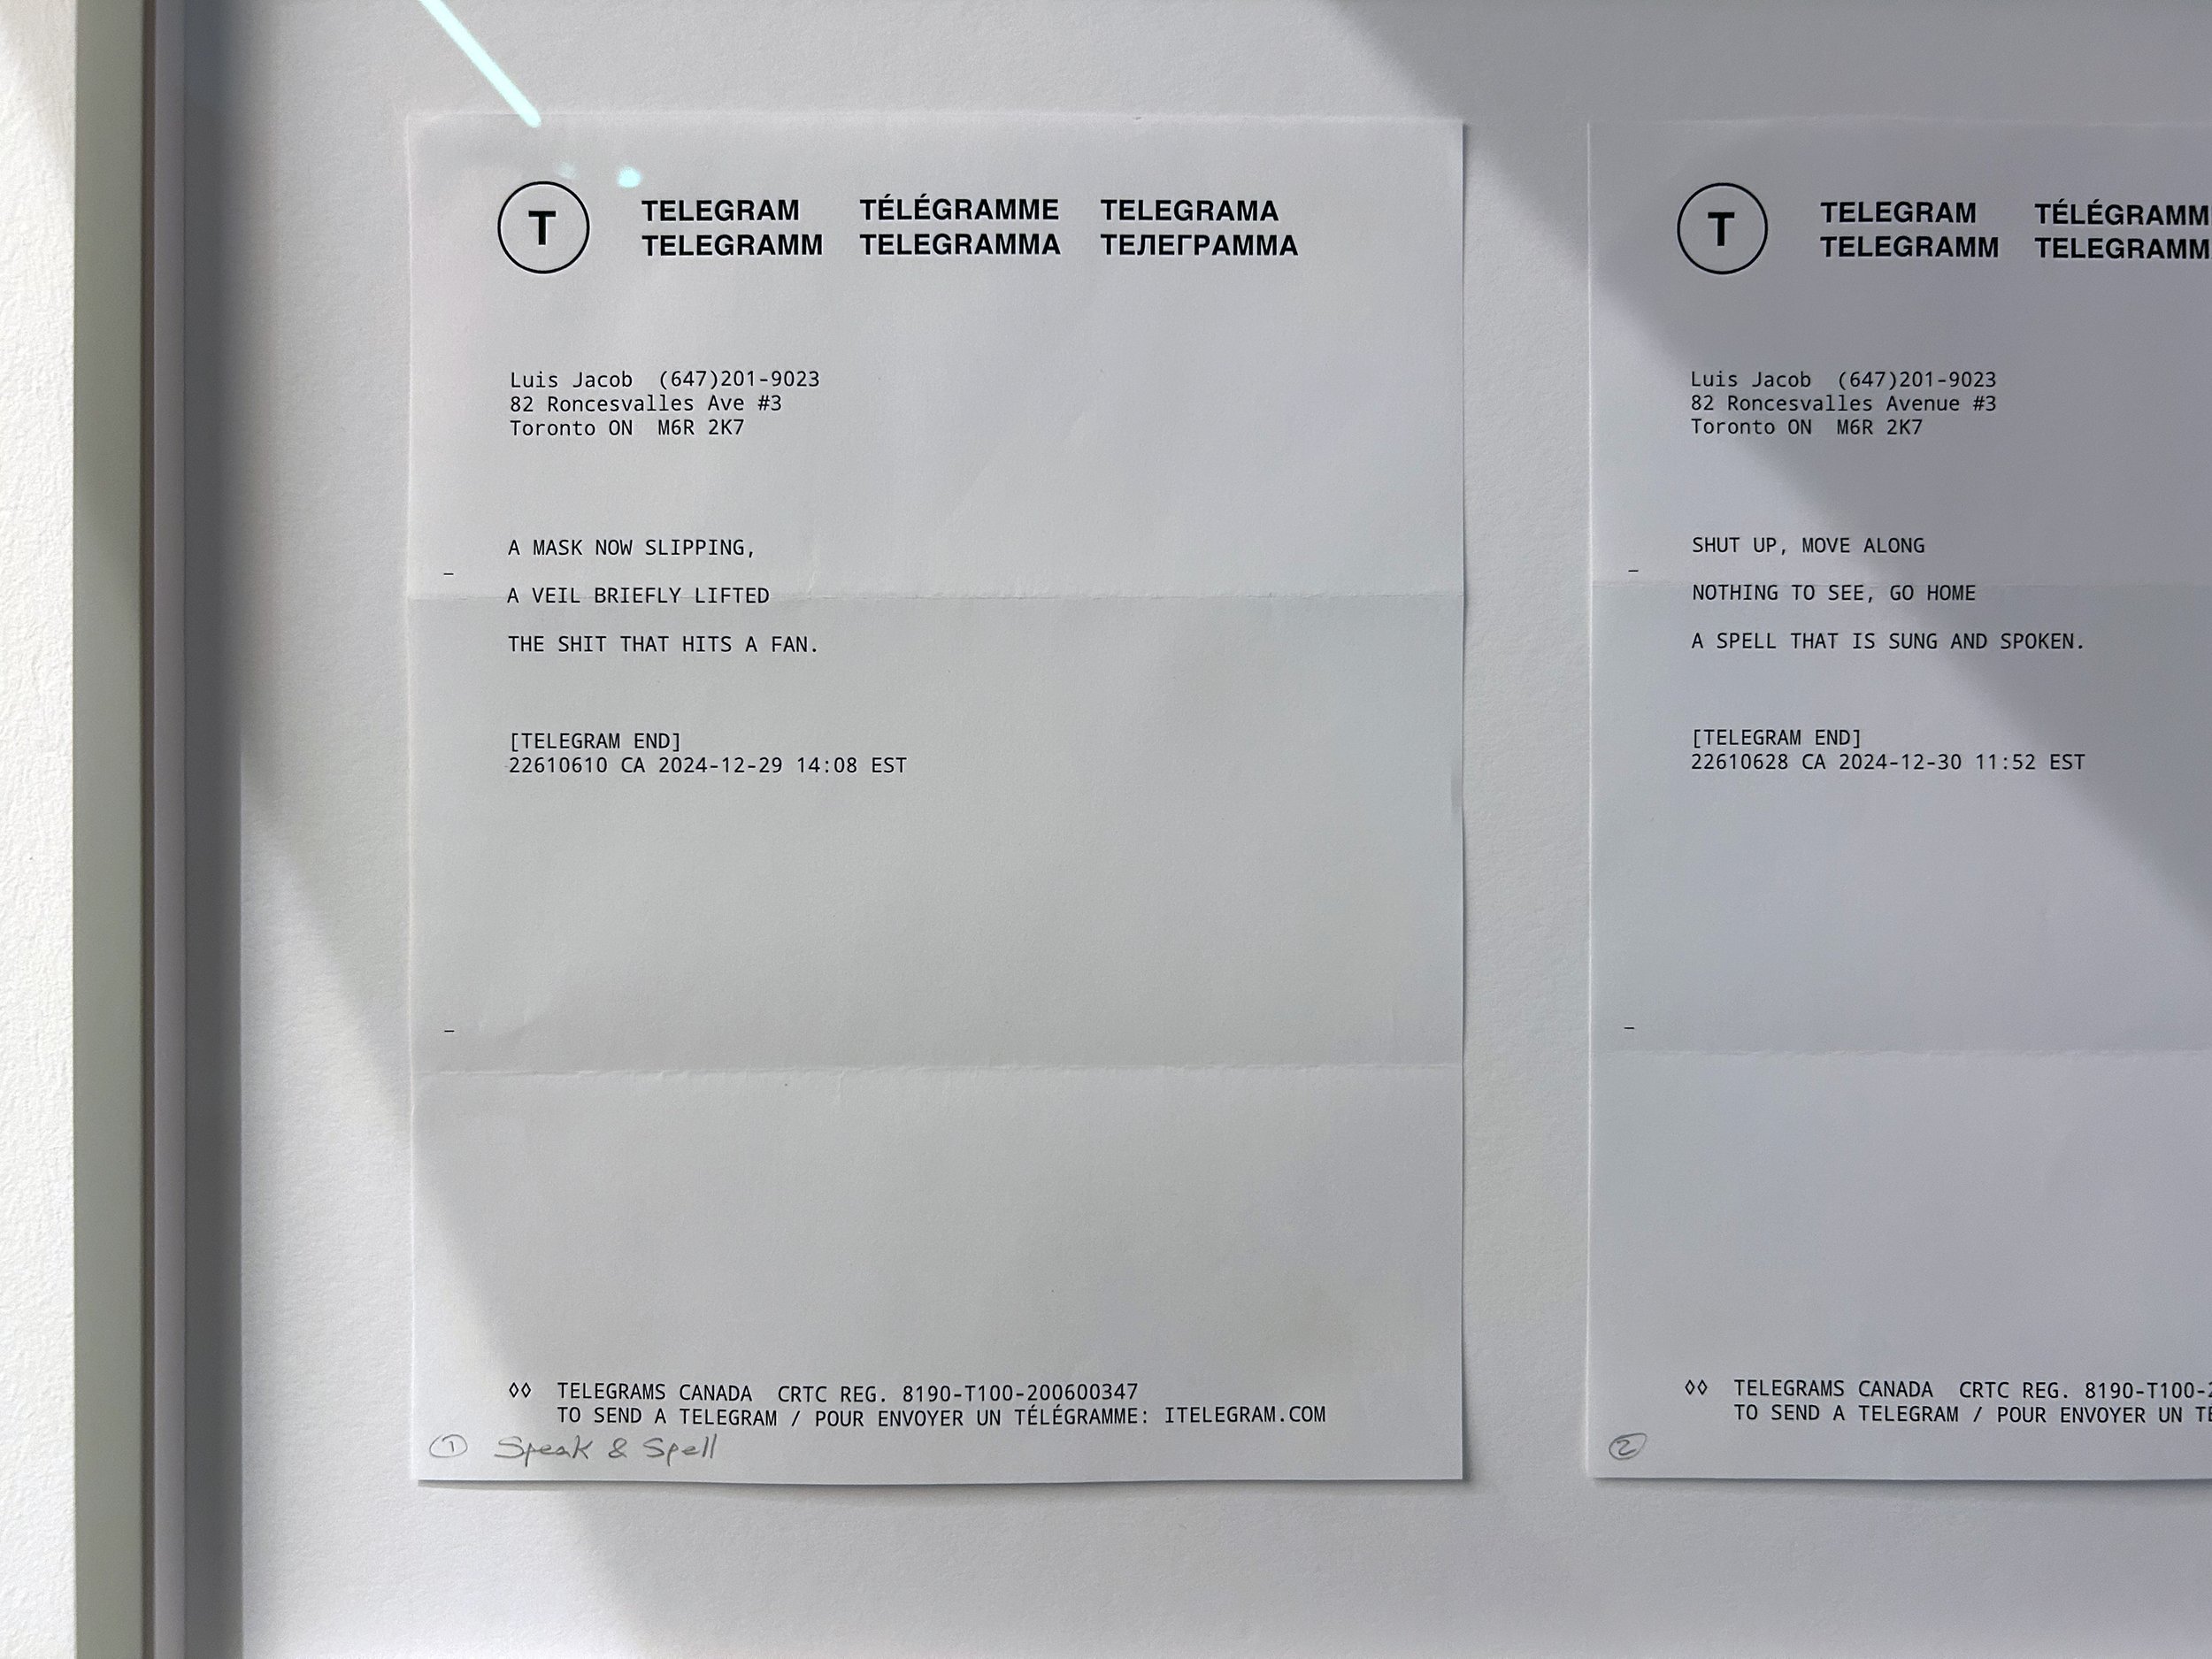 T
TELEGRAM TÉLÉGRAMME TELEGRAMA
TELEGRAMM TELEGRAMMA ТЕЛЕГРАММА
Luis Jacob (647)201-9023
82 Roncesvalles Ave #3
Toronto ON M6R 2K7
A MASK NOW SLIPPING,
A VEIL BRIEFLY LIFTED
THE SHIT THAT HITS A FAN.
[TELEGRAM END]
22610610 CA 2024-12-29 14:08 EST
◊◊ TELEGRAMS CANADA CRTC REG. 8190-T100-200600347
TO SEND A TELEGRAM / POUR ENVOYER UN TÉLÉGRAMME: ITELEGRAM.COM
① Speak & Spell
T
TELEGRAM TÉLÉGRAMM
TELEGRAMM TELEGRAMM
Luis Jacob (647)201-9023
82 Roncesvalles Avenue #3
Toronto ON M6R 2K7
SHUT UP, MOVE ALONG
NOTHING TO SEE, GO HOME
A SPELL THAT IS SUNG AND SPOKEN.
[TELEGRAM END]
22610628 CA 2024-12-30 11:52 EST
◊◊ TELEGRAMS CANADA CRTC REG. 8190-T100-
TO SEND A TELEGRAM / POUR ENVOYER UN
②